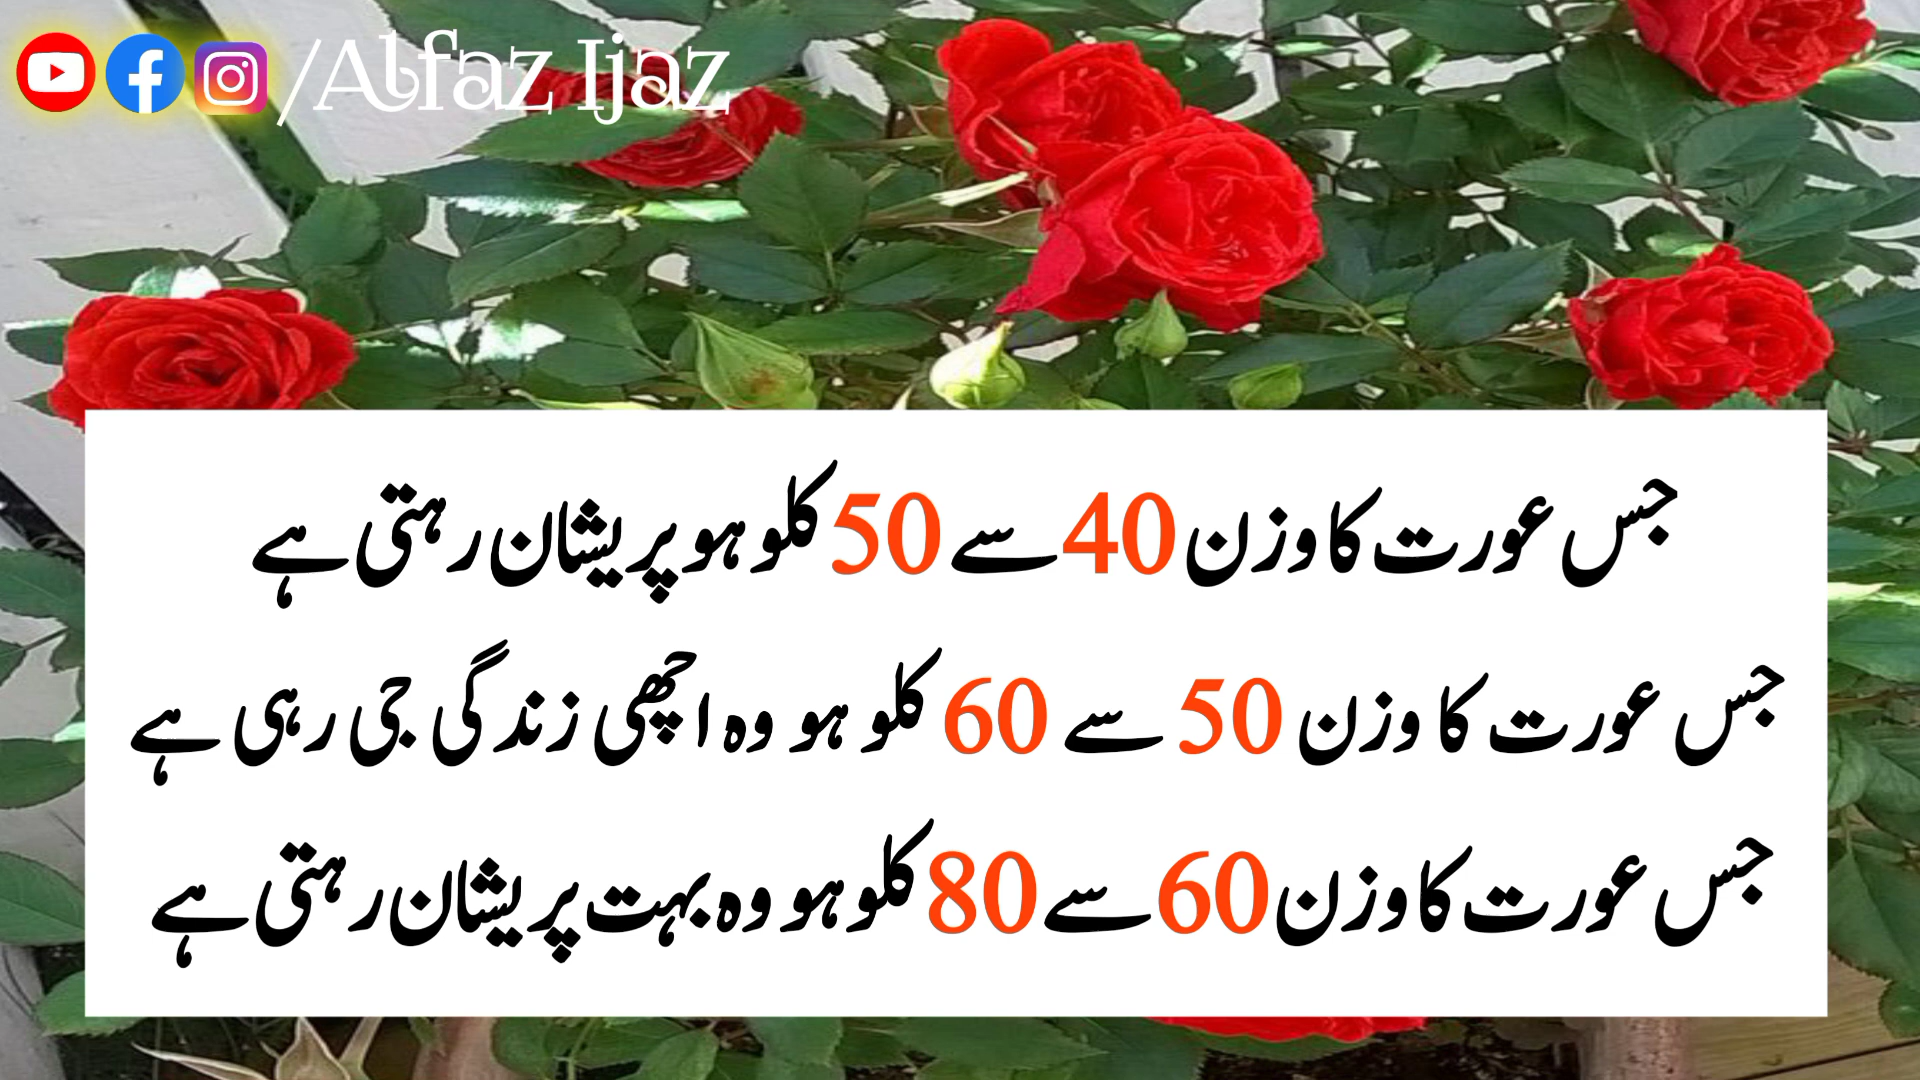 /Alfaz Ijaz
جس عورت کا وزن 40 سے 50 کلو ہو پریشان رہتی ہے
جس عورت کا وزن 50 سے 60 کلو ہو وہ اچھی زندگی جی رہی ہے
جس عورت کا وزن 60 سے 80 کلو ہو وہ بہت پریشان رہتی ہے